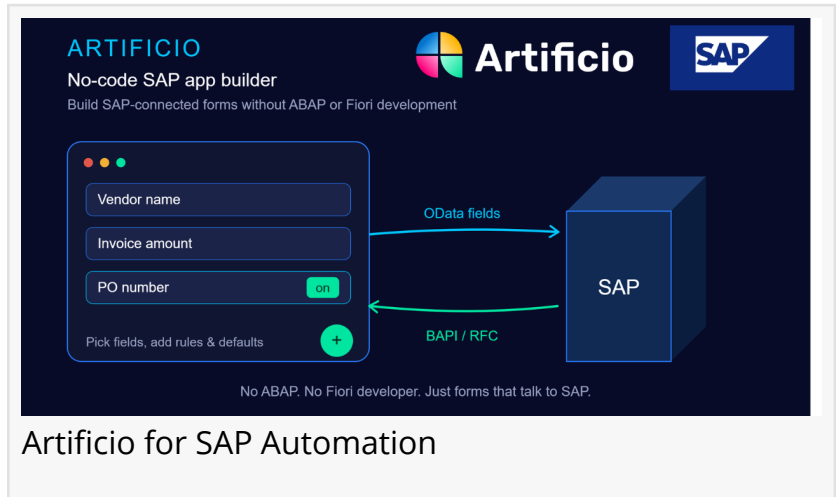 ARTIFICIO
Artificio
SAP
No-code SAP app builder
Build SAP-connected forms without ABAP or Fiori development
Vendor name
Invoice amount
PO number
on
Pick fields, add rules & defaults
+
OData fields
BAPI / RFC
SAP
No ABAP. No Fiori developer. Just forms that talk to SAP.
Artificio for SAP Automation